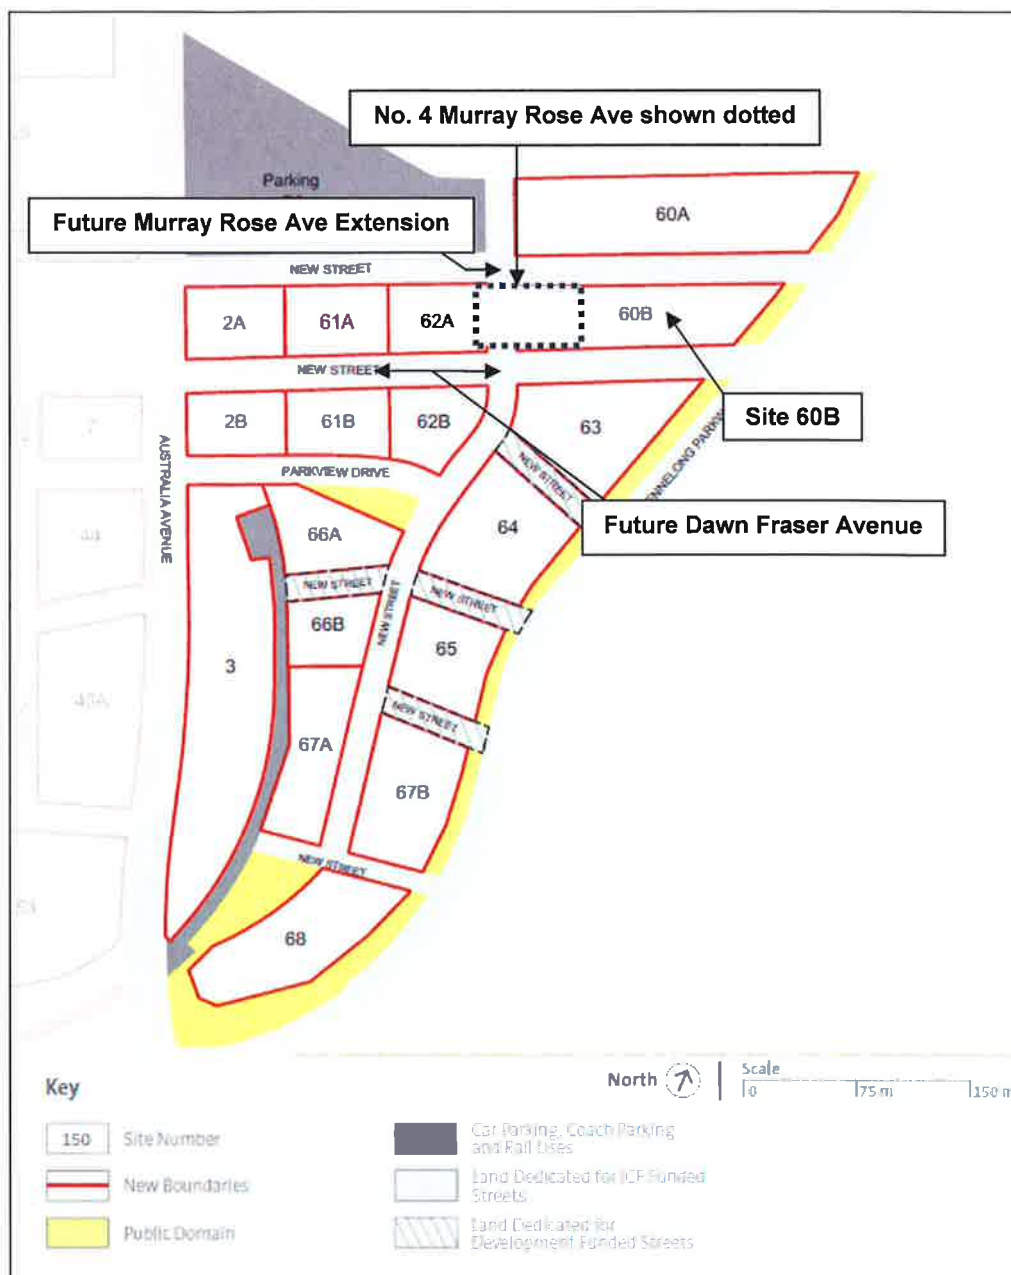 No. 4 Murray Rose Ave shown dotted
Parking
60A
Future Murray Rose Ave Extension
NEW STREET
2A
61A
62A
60B
NEW STREET
Site 60B
2B
61B
62B
63
PARKVIEW DRIVE
AUSTRALIA AVENUE
NEW STREET
Future Dawn Fraser Avenue
66A
64
44
NEW STREET
NEW STREET
NEW STREET
66B
65
3
NEW STREET
67A
67B
NEW STREET
68
North
Scale
0 75 m 150 m
Key
150 Site Number
New Boundaries
Public Domain
Car Parking, Coach Parking
and Rail Uses
Land Dedicated for ICF Funded
Streets
Land Dedicated for
Development Funded Streets